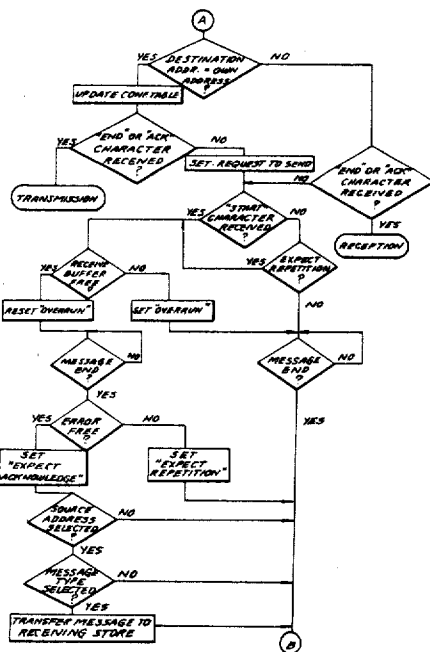 A
YES
DESTINATION
ADDR. = OWN
ADDRESS
?
NO
UPDATE CONFTABLE
YES
"END" OR "ACK"
CHARACTER
RECEIVED
?
NO
SET-REQUEST TO SEND
NO
"END" OR "ACK"
CHARACTER
RECEIVED
?
TRANSMISSION
YES
"START"
CHARACTER
RECEIVED
?
NO
YES
RECEPTION
YES
RECEIVE
BUFFER
FREE
?
NO
EXPECT
REPETITION
?
NO
RESET "OVERRUN"
SET "OVERRUN"
MESSAGE
END
?
NO
MESSAGE
END
?
NO
YES
YES
YES
ERROR
FREE
?
NO
SET
"EXPECT
ACKNOWLEDGE"
SET
"EXPECT
REPETITION"
SOURCE
ADDRESS
SELECTED
?
NO
YES
MESSAGE
TYPE
SELECTED
?
NO
YES
TRANSFER MESSAGE TO
RECEIVING STORE
B